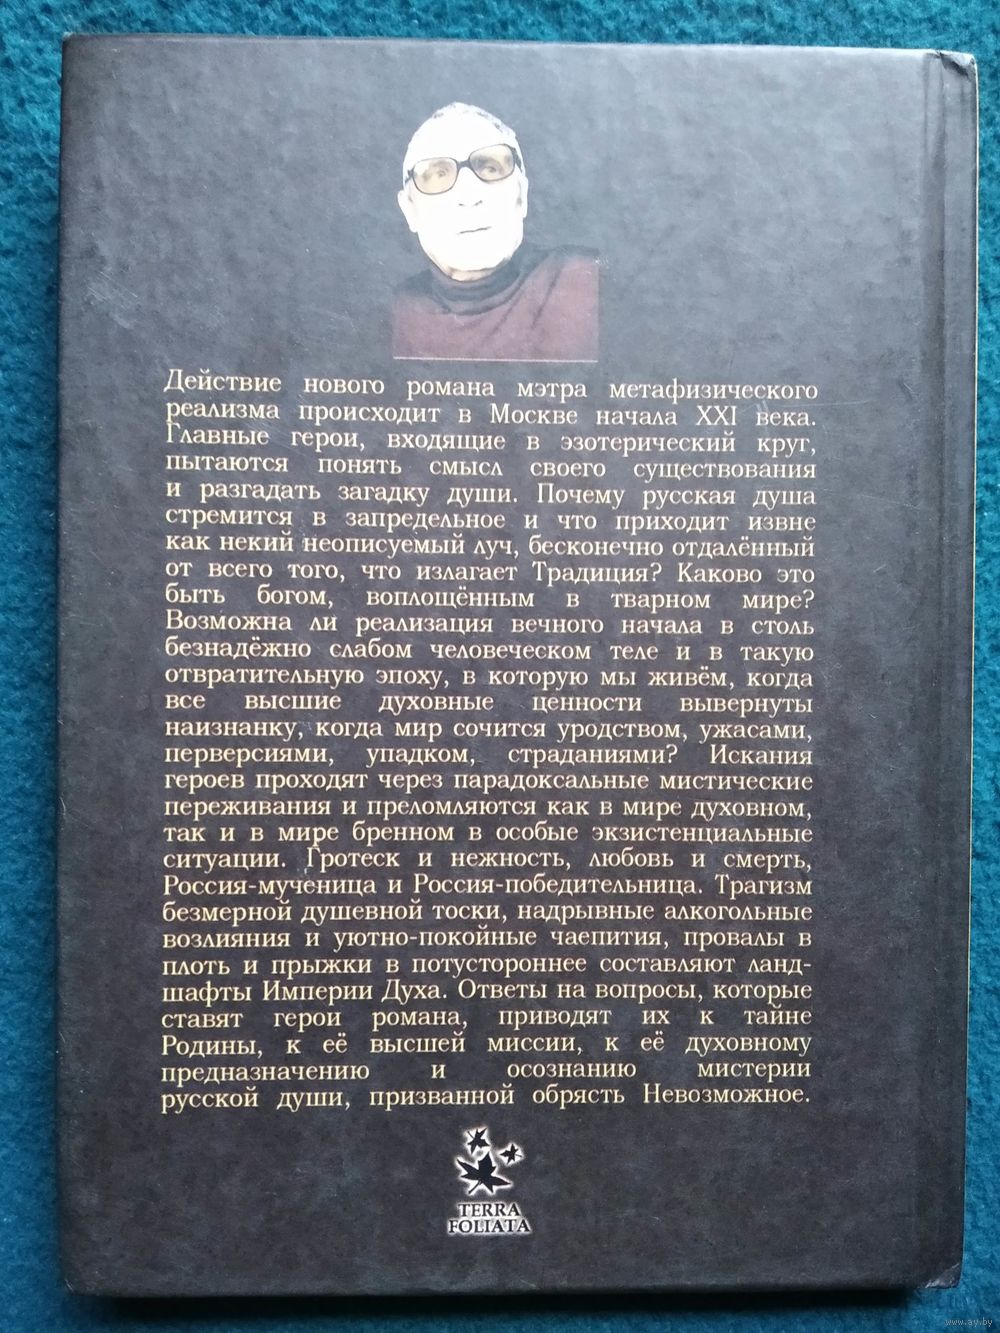 Действие нового романа мэтра метафизического
реализма происходит в Москве начала XXI века.
Главные герои, входящие в эзотерический круг,
пытаются понять смысл своего существования
и разгадать загадку души. Почему русская душа
стремится в запредельное и что приходит извне
как некий неописуемый луч, бесконечно отдалённый
от всего того, что излагает Традиция? Каково это
быть богом, воплощённым в тварном мире?
Возможна ли реализация вечного начала в столь
безнадёжно слабом человеческом теле и в такую
отвратительную эпоху, в которую мы живём, когда
все высшие духовные ценности вывернуты
наизнанку, когда мир сочится уродством, ужасами,
перверсиями, упадком, страданиями? Искания
героев проходят через парадоксальные мистические
переживания и преломляются как в мире духовном,
так и в мире бренном в особые экзистенциальные
ситуации. Гротеск и нежность, любовь и смерть,
Россия-мученица и Россия-победительница. Трагизм
безмерной душевной тоски, надрывные алкогольные
возлияния и уютно-покойные чаепития, провалы в
плоть и прыжки в потустороннее составляют ланд-
шафты Империи Духа. Ответы на вопросы, которые
ставят герои романа, приводят их к тайне
Родины, к её высшей миссии, к её духовному
предназначению и осознанию мистерии
русской души, призванной обрясть Невозможное.
TERRA
FOLIATA
www.ay.by